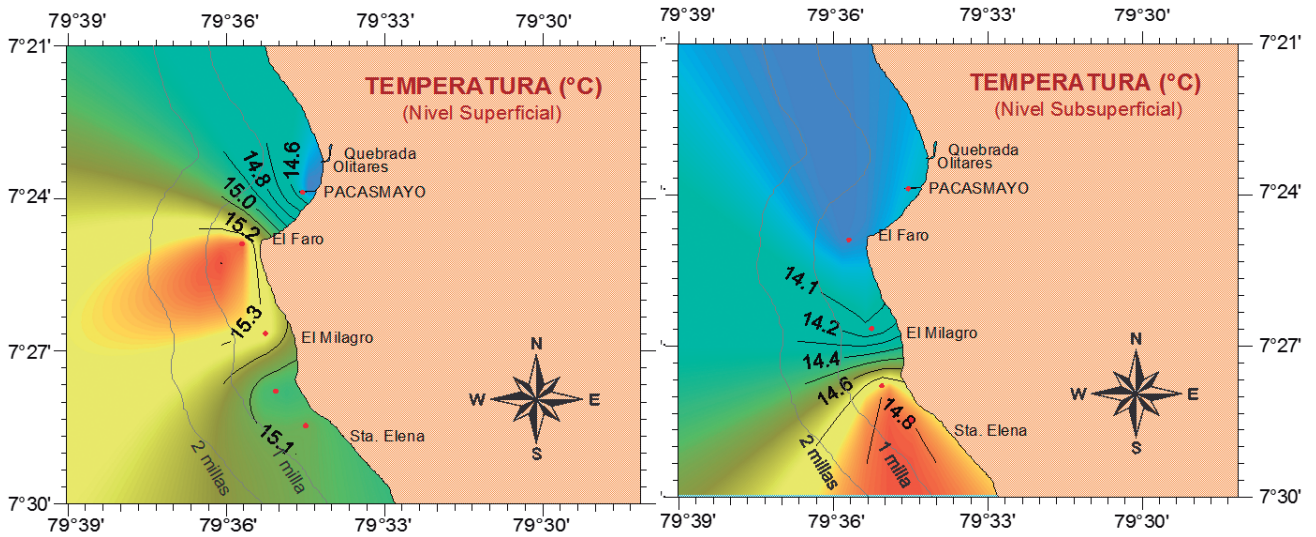 79°39' 79°36' 79°33' 79°30'
7°21'
TEMPERATURA (°C)
(Nivel Superficial)
14.6
14.8
15.0
15.2
Quebrada
Olitares
PACASMAYO
7°24'
El Faro
15.3
El Milagro
7°27'
N
W E
S
15.1
Sta. Elena
2 millas
1 milla
7°30'
79°39' 79°36' 79°33' 79°30'
79°39' 79°36' 79°33' 79°30'
7°21'
TEMPERATURA (°C)
(Nivel Subsuperficial)
Quebrada
Olitares
PACASMAYO
7°24'
El Faro
14.1
14.2
El Milagro
7°27'
14.4
14.6
14.8
N
W E
S
Sta. Elena
2 millas
1 milla
7°30'
79°39' 79°36' 79°33' 79°30'